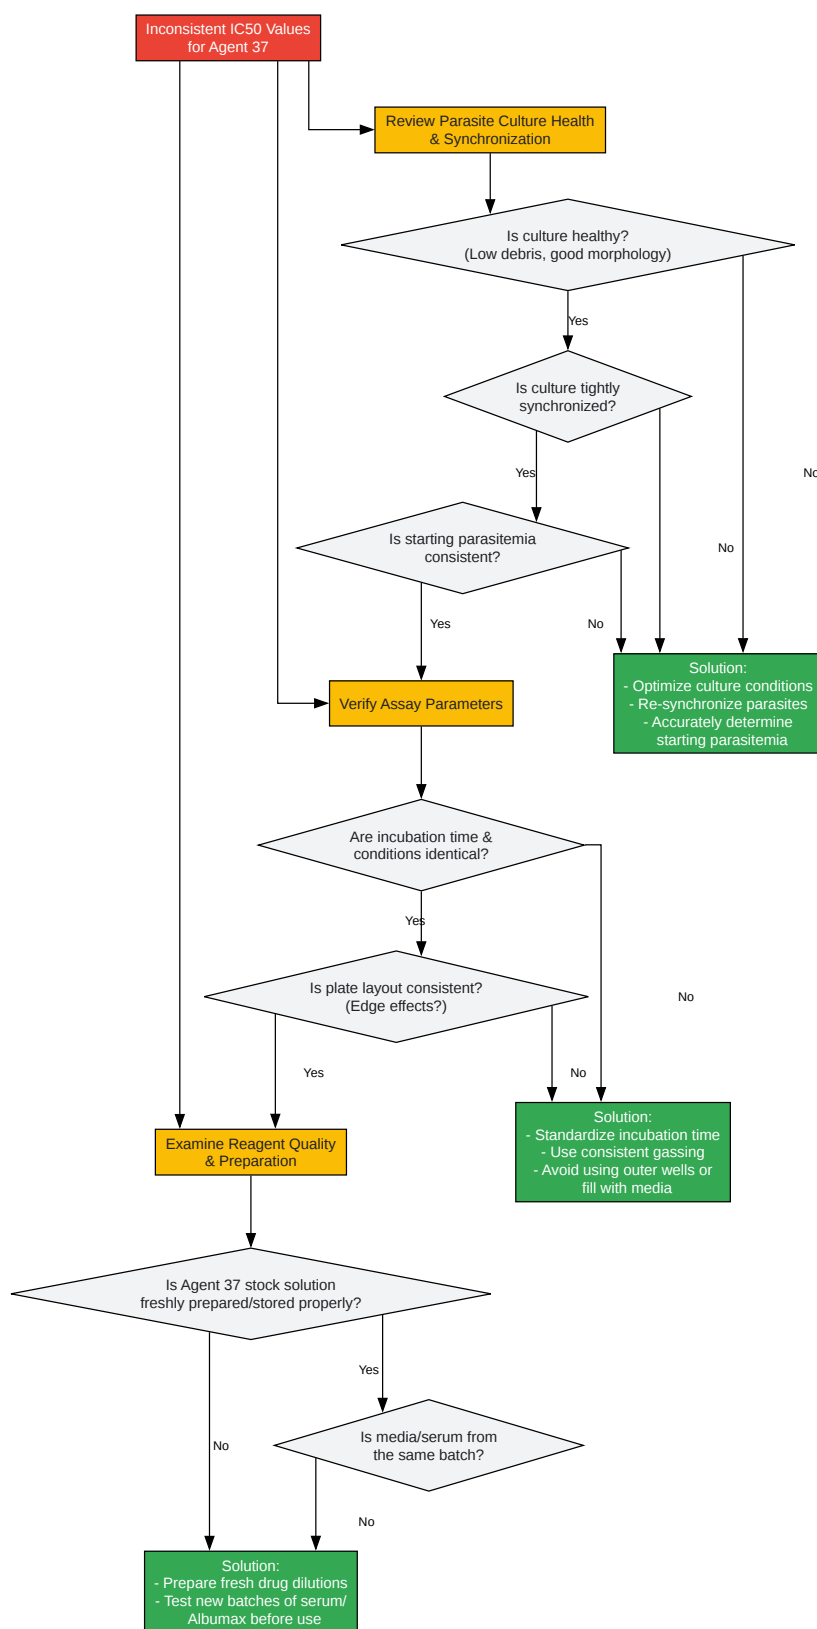 Inconsistent IC50 Values
for Agent 37
Review Parasite Culture Health
& Synchronization
Is culture healthy?
(Low debris, good morphology)
Yes
Is culture tightly
synchronized?
Yes
No
Is starting parasitemia
consistent?
No
Yes
No
Solution:
- Optimize culture conditions
- Re-synchronize parasites
- Accurately determine
starting parasitemia
Verify Assay Parameters
Are incubation time &
conditions identical?
Yes
Is plate layout consistent?
(Edge effects?)
No
Yes
No
Solution:
- Standardize incubation time
- Use consistent gassing
- Avoid using outer wells or
fill with media
Examine Reagent Quality
& Preparation
Is Agent 37 stock solution
freshly prepared/stored properly?
Yes
Is media/serum from
the same batch?
No
No
Solution:
- Prepare fresh drug dilutions
- Test new batches of serum/
Albumax before use